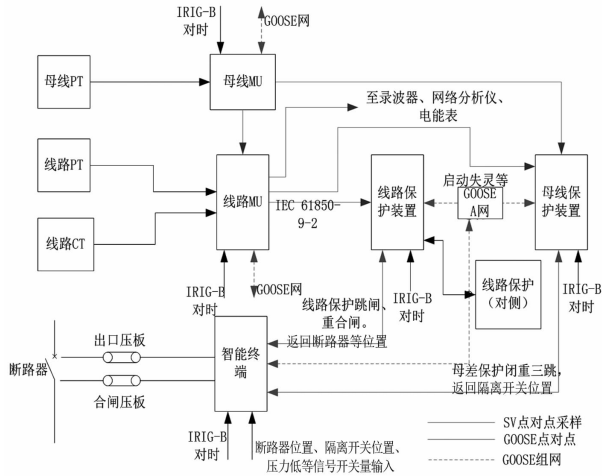 IRIG-B
对时
GOOSE网
母线PT
母线MU
至录波器、网络分析仪、
电能表
线路PT
线路MU
IEC 61850-
9-2
线路保
护装置
启动失灵等
GOOSE
A网
母线保
护装置
线路CT
IRIG-B
对时
GOOSE网
线路保护跳闸、
重合闸。
返回断路器等位置
IRIG-B
对时
线路保护
(对侧)
IRIG-B
对时
断路器
出口压板
合闸压板
智能终
端
母差保护闭重三跳,
返回隔离开关位置
IRIG-B
对时
断路器位置、隔离开关位置、
压力低等信号开关量输入
SV点对点采样
GOOSE点对点
GOOSE组网